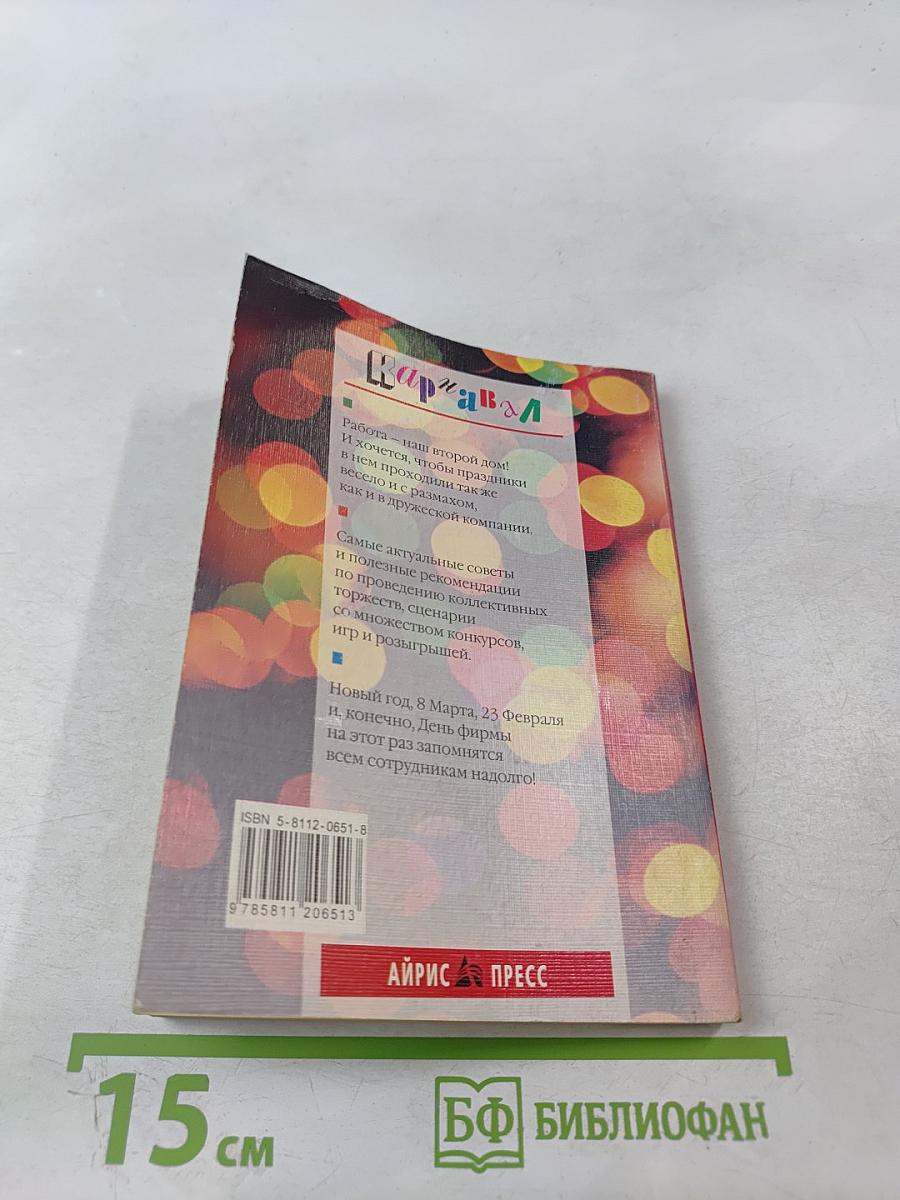 Карнавал
Работа – наш второй дом!
И хочется, чтобы праздники
в нем проходили так же
весело и с размахом,
как и в дружеской компании.
Самые актуальные советы
и полезные рекомендации
по проведению коллективных
торжеств, сценарии
со множеством конкурсов,
игр и розыгрышей.
Новый год, 8 Марта, 23 Февраля
и, конечно, День фирмы
на этот раз запомнятся
всем сотрудникам надолго!
ISBN 5-8112-0651-8
9 785811 206513
АЙРИС ПРЕСС
15 см
БФ БИБЛИОФАН